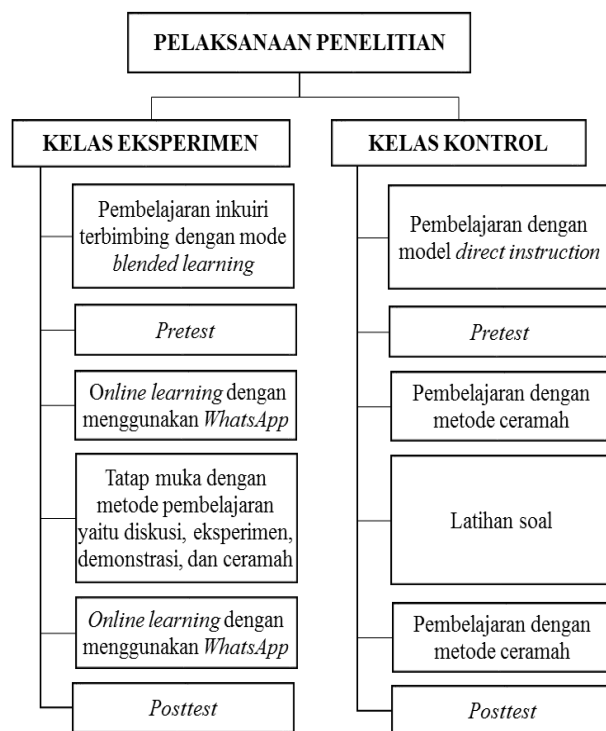 PELAKSANAAN PENELITIAN
KELAS EKSPERIMEN
Pembelajaran inkuiri
terbimbing dengan mode
blended learning
Pretest
Online learning dengan
menggunakan WhatsApp
Tatap muka dengan
metode pembelajaran
yaitu diskusi, eksperimen,
demonstrasi, dan ceramah
Online learning dengan
menggunakan WhatsApp
Posttest
KELAS KONTROL
Pembelajaran dengan
model direct instruction
Pretest
Pembelajaran dengan
metode ceramah
Latihan soal
Pembelajaran dengan
metode ceramah
Posttest